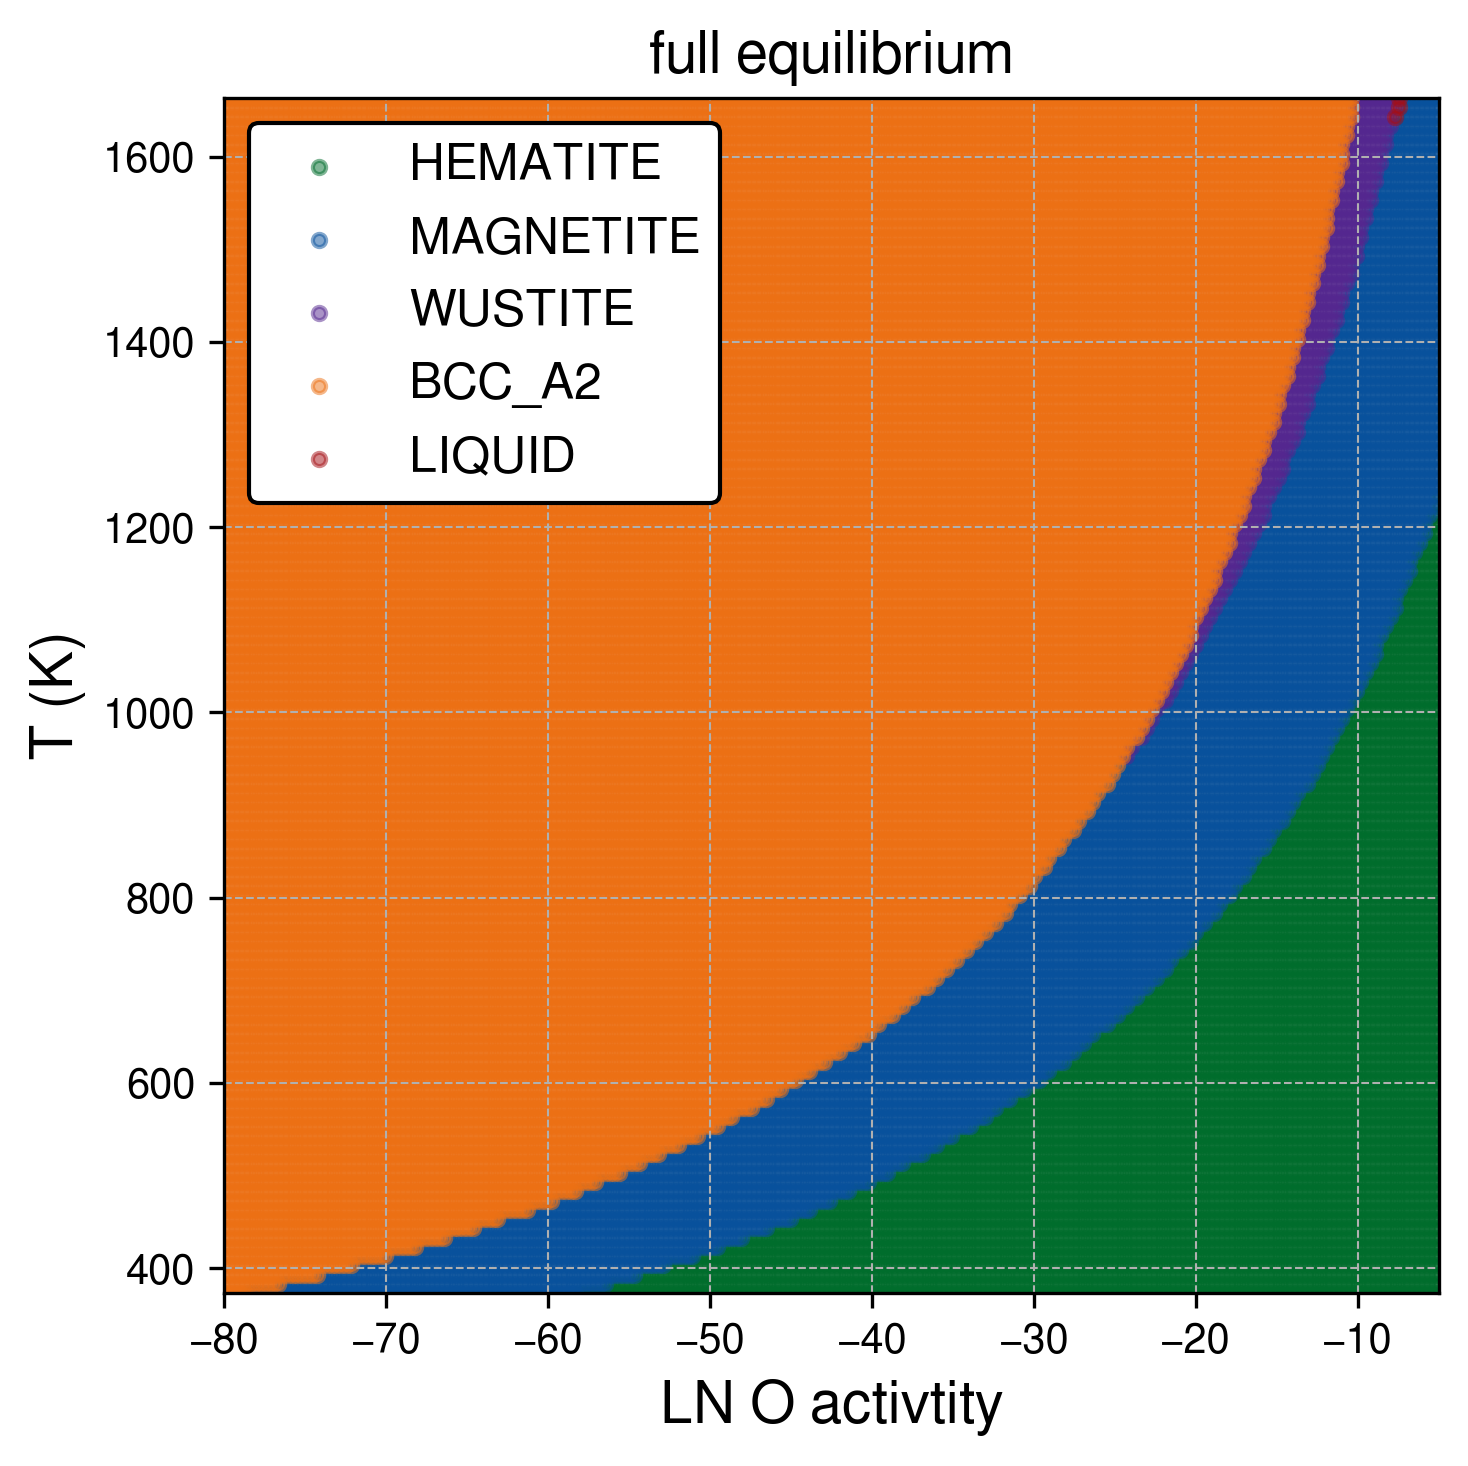 full equilibrium
HEMATITE
MAGNETITE
WUSTITE
BCC_A2
LIQUID
T (K)
1600
1400
1200
1000
800
600
400
−80 −70 −60 −50 −40 −30 −20 −10
LN O activtity